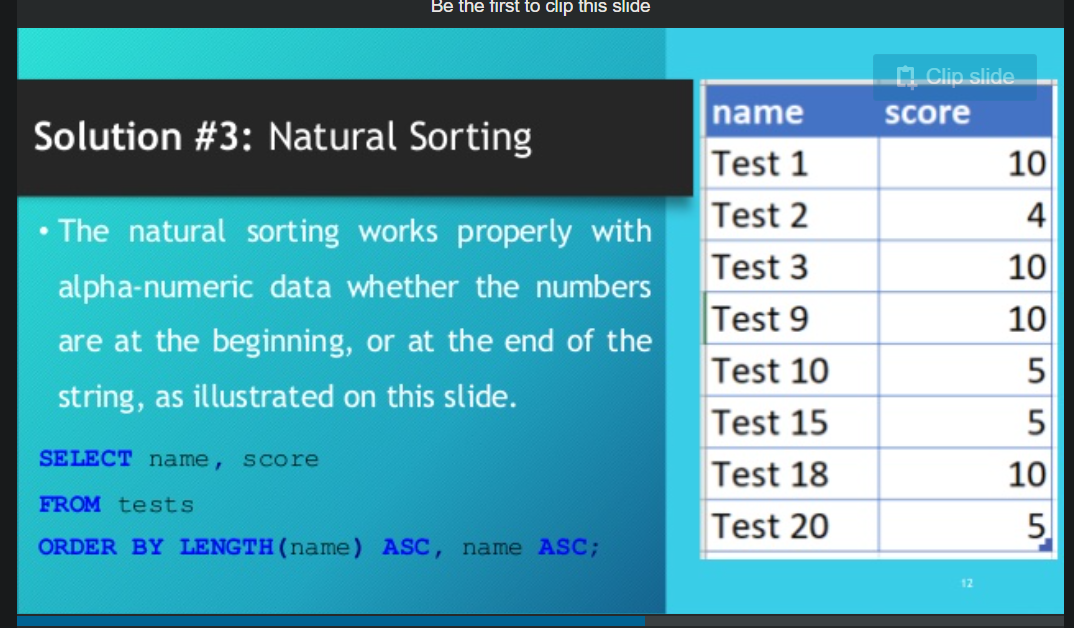 Be the first to clip this slide
Clip slide
Solution #3: Natural Sorting
• The natural sorting works properly with
alpha-numeric data whether the numbers
are at the beginning, or at the end of the
string, as illustrated on this slide.
SELECT name, score
FROM tests
ORDER BY LENGTH(name) ASC, name ASC;
name score
Test 1 10
Test 2 4
Test 3 10
Test 9 10
Test 10 5
Test 15 5
Test 18 10
Test 20 5
12